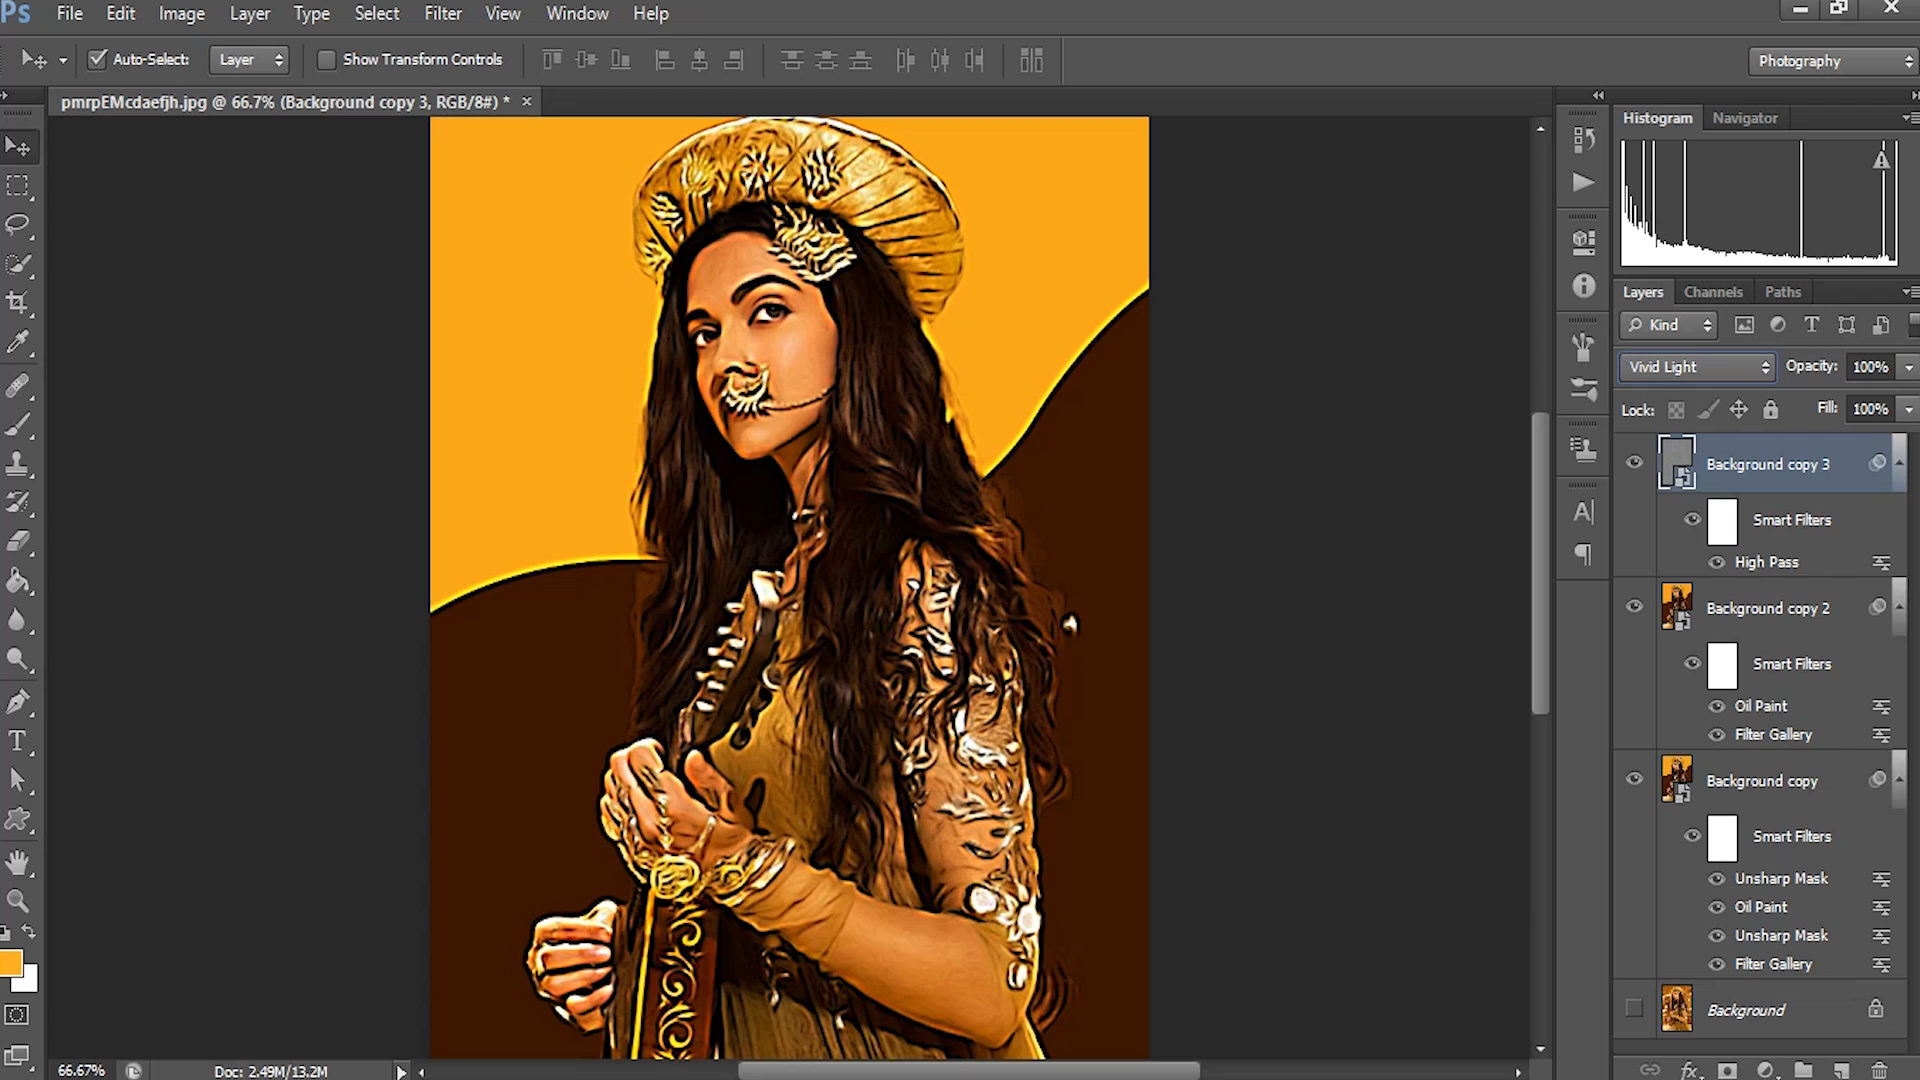 Ps File Edit Image Layer Type Select Filter View Window Help
Auto-Select: Layer Show Transform Controls Photography
pmrpEMcdaefjh.jpg @ 66.7% (Background copy 3, RGB/8#) * ×
Histogram Navigator
Layers Channels Paths
Kind
Vivid Light Opacity: 100%
Lock: Fill: 100%
Background copy 3
Smart Filters
High Pass
Background copy 2
Smart Filters
Oil Paint
Filter Gallery
Background copy
Smart Filters
Unsharp Mask
Oil Paint
Unsharp Mask
Filter Gallery
Background
66.67% Doc: 2.49M/13.2M